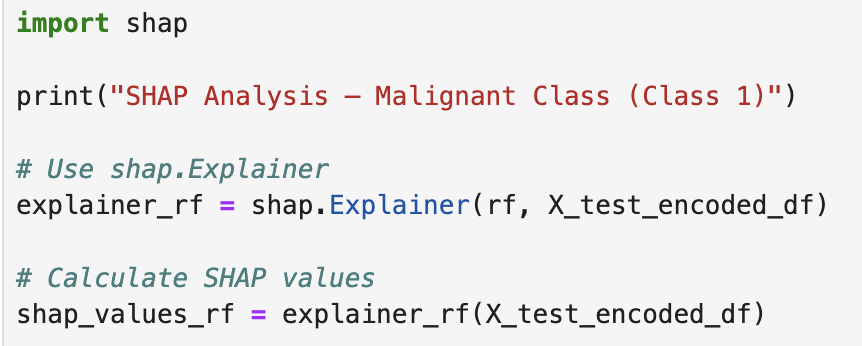 import shap
print("SHAP Analysis – Malignant Class (Class 1)")
# Use shap.Explainer
explainer_rf = shap.Explainer(rf, X_test_encoded_df)
# Calculate SHAP values
shap_values_rf = explainer_rf(X_test_encoded_df)